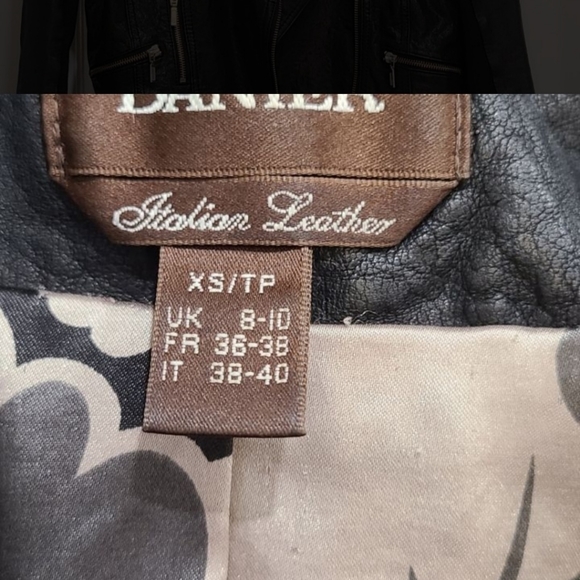 DANIER
Italian Leather
XS/TP
UK 8-10
FR 36-38
IT 38-40